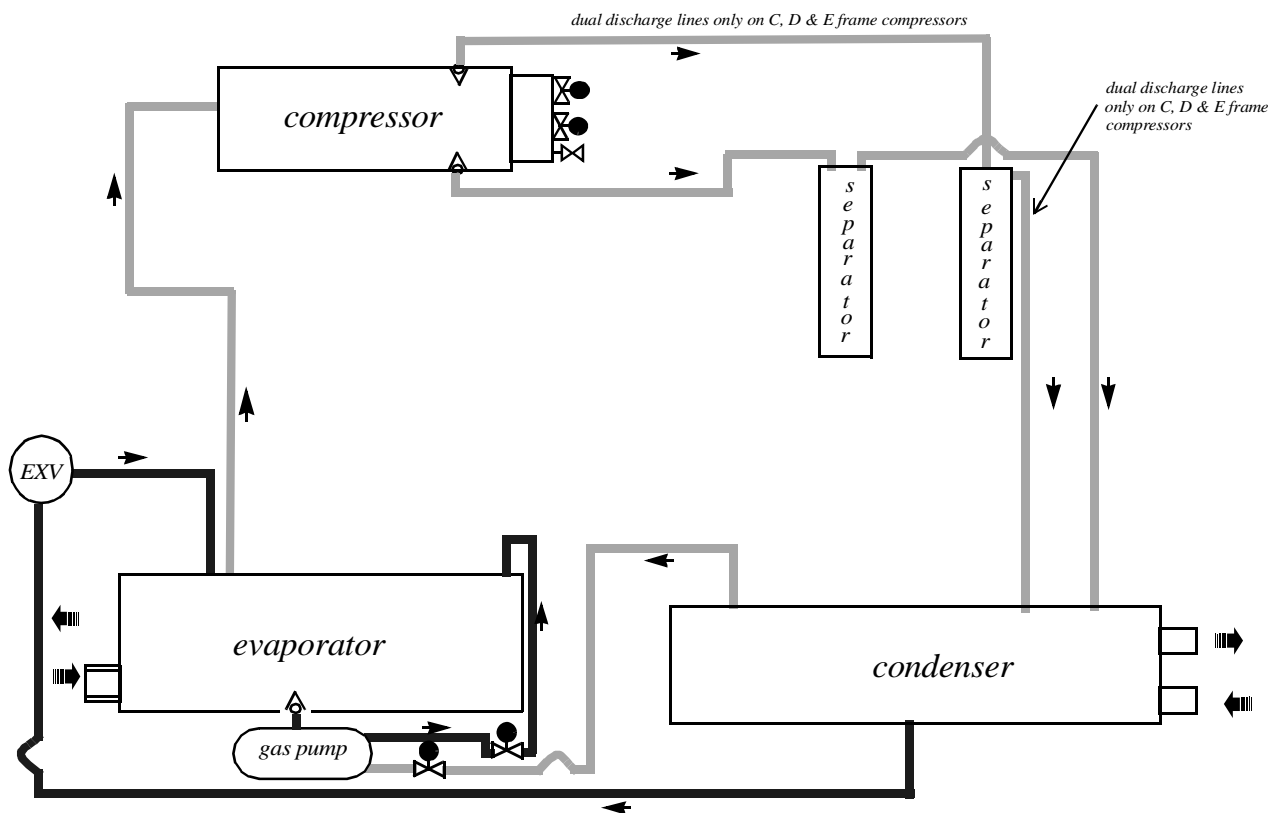 dual discharge lines only on C, D & E frame compressors
compressor
dual discharge lines
only on C, D & E frame
compressors
separator
separator
EXV
evaporator
condenser
gas pump